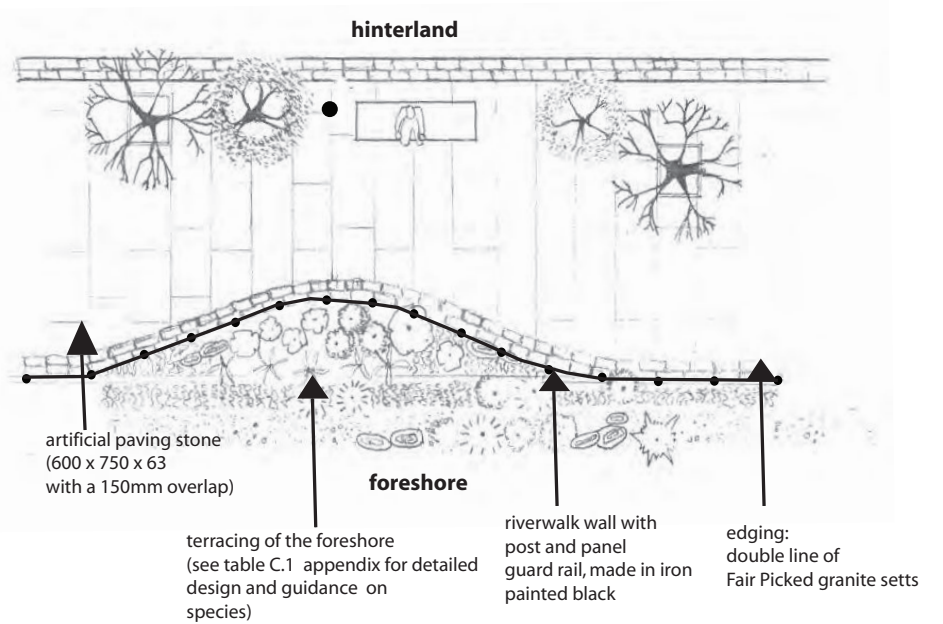 hinterland
foreshore
artificial paving stone
(600 x 750 x 63
with a 150mm overlap)
terracing of the foreshore
(see table C.1 appendix for detailed
design and guidance on
species)
riverwalk wall with
post and panel
guard rail, made in iron
painted black
edging:
double line of
Fair Picked granite setts